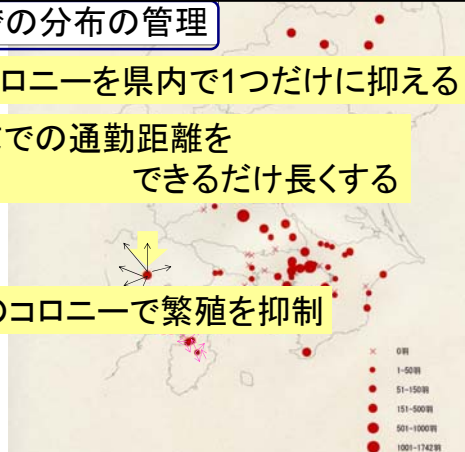 の分布の管理
ロニーを県内で1つだけに抑える
での通勤距離を
できるだけ長くする
のコロニーで繁殖を抑制
× 0羽
1-50羽
51-150羽
151-500羽
501-1000羽
1001-1742羽